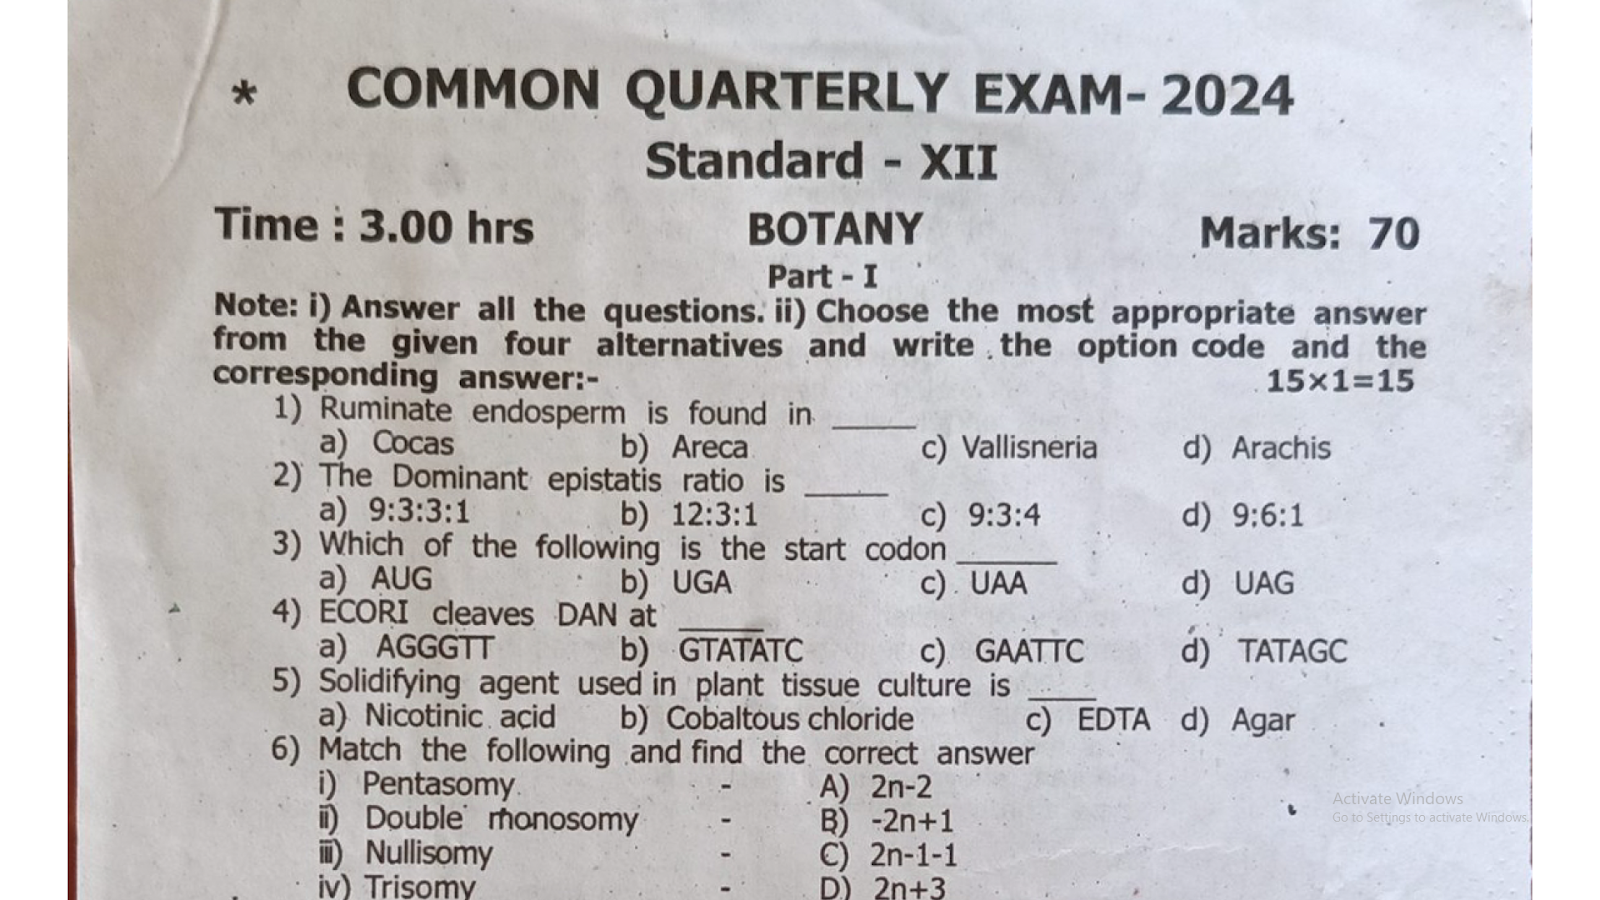 * COMMON QUARTERLY EXAM- 2024
Standard - XII
Time : 3.00 hrs BOTANY Marks: 70
Part - I
Note: i) Answer all the questions. ii) Choose the most appropriate answer
from the given four alternatives and write the option code and the
corresponding answer:- 15×1=15
1) Ruminate endosperm is found in _____
a) Cocas b) Areca c) Vallisneria d) Arachis
2) The Dominant epistatis ratio is _____
a) 9:3:3:1 b) 12:3:1 c) 9:3:4 d) 9:6:1
3) Which of the following is the start codon ______
a) AUG b) UGA c) UAA d) UAG
4) ECORI cleaves DAN at _____
a) AGGGTT b) GTATATC c) GAATTC d) TATAGC
5) Solidifying agent used in plant tissue culture is ____
a) Nicotinic acid b) Cobaltous chloride c) EDTA d) Agar
6) Match the following and find the correct answer
i) Pentasomy - A) 2n-2
ii) Double monosomy - B) -2n+1
iii) Nullisomy - C) 2n-1-1
iv) Trisomy - D) 2n+3
Activate Windows
Go to Settings to activate Windows.